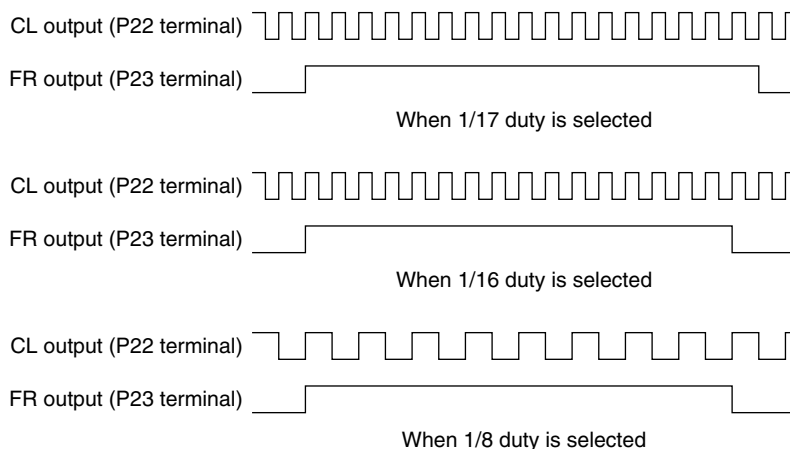 CL output (P22 terminal)
FR output (P23 terminal)
When 1/17 duty is selected
CL output (P22 terminal)
FR output (P23 terminal)
When 1/16 duty is selected
CL output (P22 terminal)
FR output (P23 terminal)
When 1/8 duty is selected